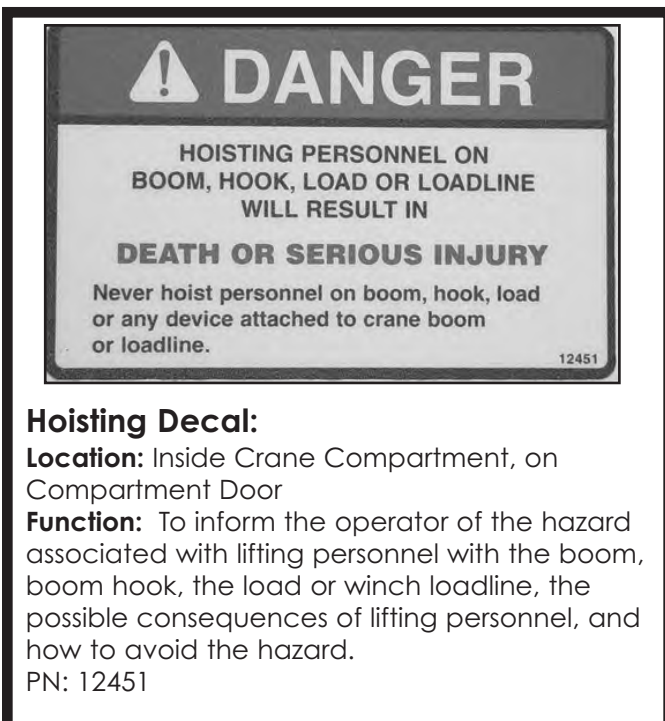 DANGER
HOISTING PERSONNEL ON
BOOM, HOOK, LOAD OR LOADLINE
WILL RESULT IN
DEATH OR SERIOUS INJURY
Never hoist personnel on boom, hook, load
or any device attached to crane boom
or loadline.
12451
Hoisting Decal:
Location: Inside Crane Compartment, on
Compartment Door
Function: To inform the operator of the hazard
associated with lifting personnel with the boom,
boom hook, the load or winch loadline, the
possible consequences of lifting personnel, and
how to avoid the hazard.
PN: 12451